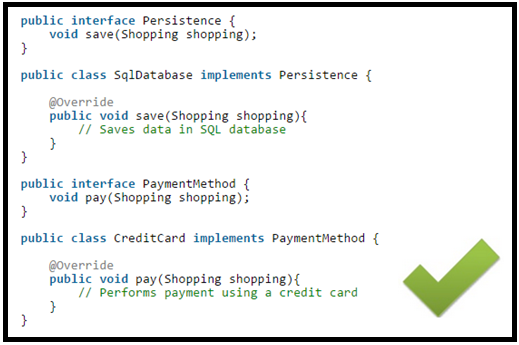 public interface Persistence {
void save(Shopping shopping);
}
public class SqlDatabase implements Persistence {
@Override
public void save(Shopping shopping){
// Saves data in SQL database
}
}
public interface PaymentMethod {
void pay(Shopping shopping);
}
public class CreditCard implements PaymentMethod {
@Override
public void pay(Shopping shopping){
// Performs payment using a credit card
}
}